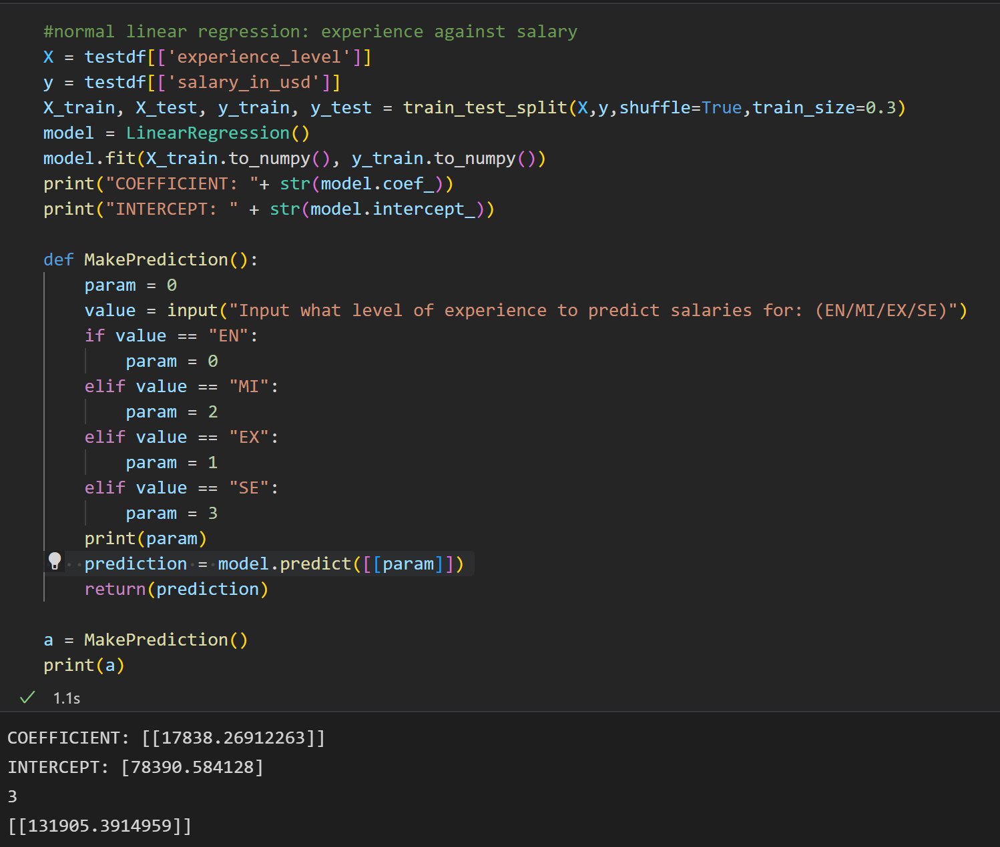 #normal linear regression: experience against salary
X = testdf[['experience_level']]
y = testdf[['salary_in_usd']]
X_train, X_test, y_train, y_test = train_test_split(X,y,shuffle=True,train_size=0.3)
model = LinearRegression()
model.fit(X_train.to_numpy(), y_train.to_numpy())
print("COEFFICIENT: "+ str(model.coef_))
print("INTERCEPT: " + str(model.intercept_))

def MakePrediction():
    param = 0
    value = input("Input what level of experience to predict salaries for: (EN/MI/EX/SE)")
    if value == "EN":
        param = 0
    elif value == "MI":
        param = 2
    elif value == "EX":
        param = 1
    elif value == "SE":
        param = 3
    print(param)
    prediction = model.predict([[param]])
    return(prediction)

a = MakePrediction()
print(a)
1.1s
COEFFICIENT: [[17838.26912263]]
INTERCEPT: [78390.584128]
3
[[131905.3914959]]